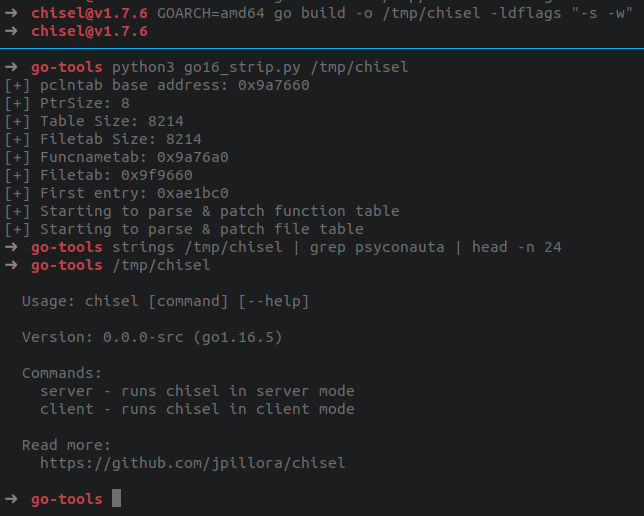 ➜ chisel@v1.7.6 GOARCH=amd64 go build -o /tmp/chisel -ldflags "-s -w"
➜ chisel@v1.7.6
➜ go-tools python3 go16_strip.py /tmp/chisel
[+] pclntab base address: 0x9a7660
[+] PtrSize: 8
[+] Table Size: 8214
[+] Filetab Size: 8214
[+] Funcnametab: 0x9a76a0
[+] Filetab: 0x9f9660
[+] First entry: 0xae1bc0
[+] Starting to parse & patch function table
[+] Starting to parse & patch file table
➜ go-tools strings /tmp/chisel | grep psyconauta | head -n 24
➜ go-tools /tmp/chisel
Usage: chisel [command] [--help]
Version: 0.0.0-src (go1.16.5)
Commands:
server - runs chisel in server mode
client - runs chisel in client mode
Read more:
https://github.com/jpillora/chisel
➜ go-tools